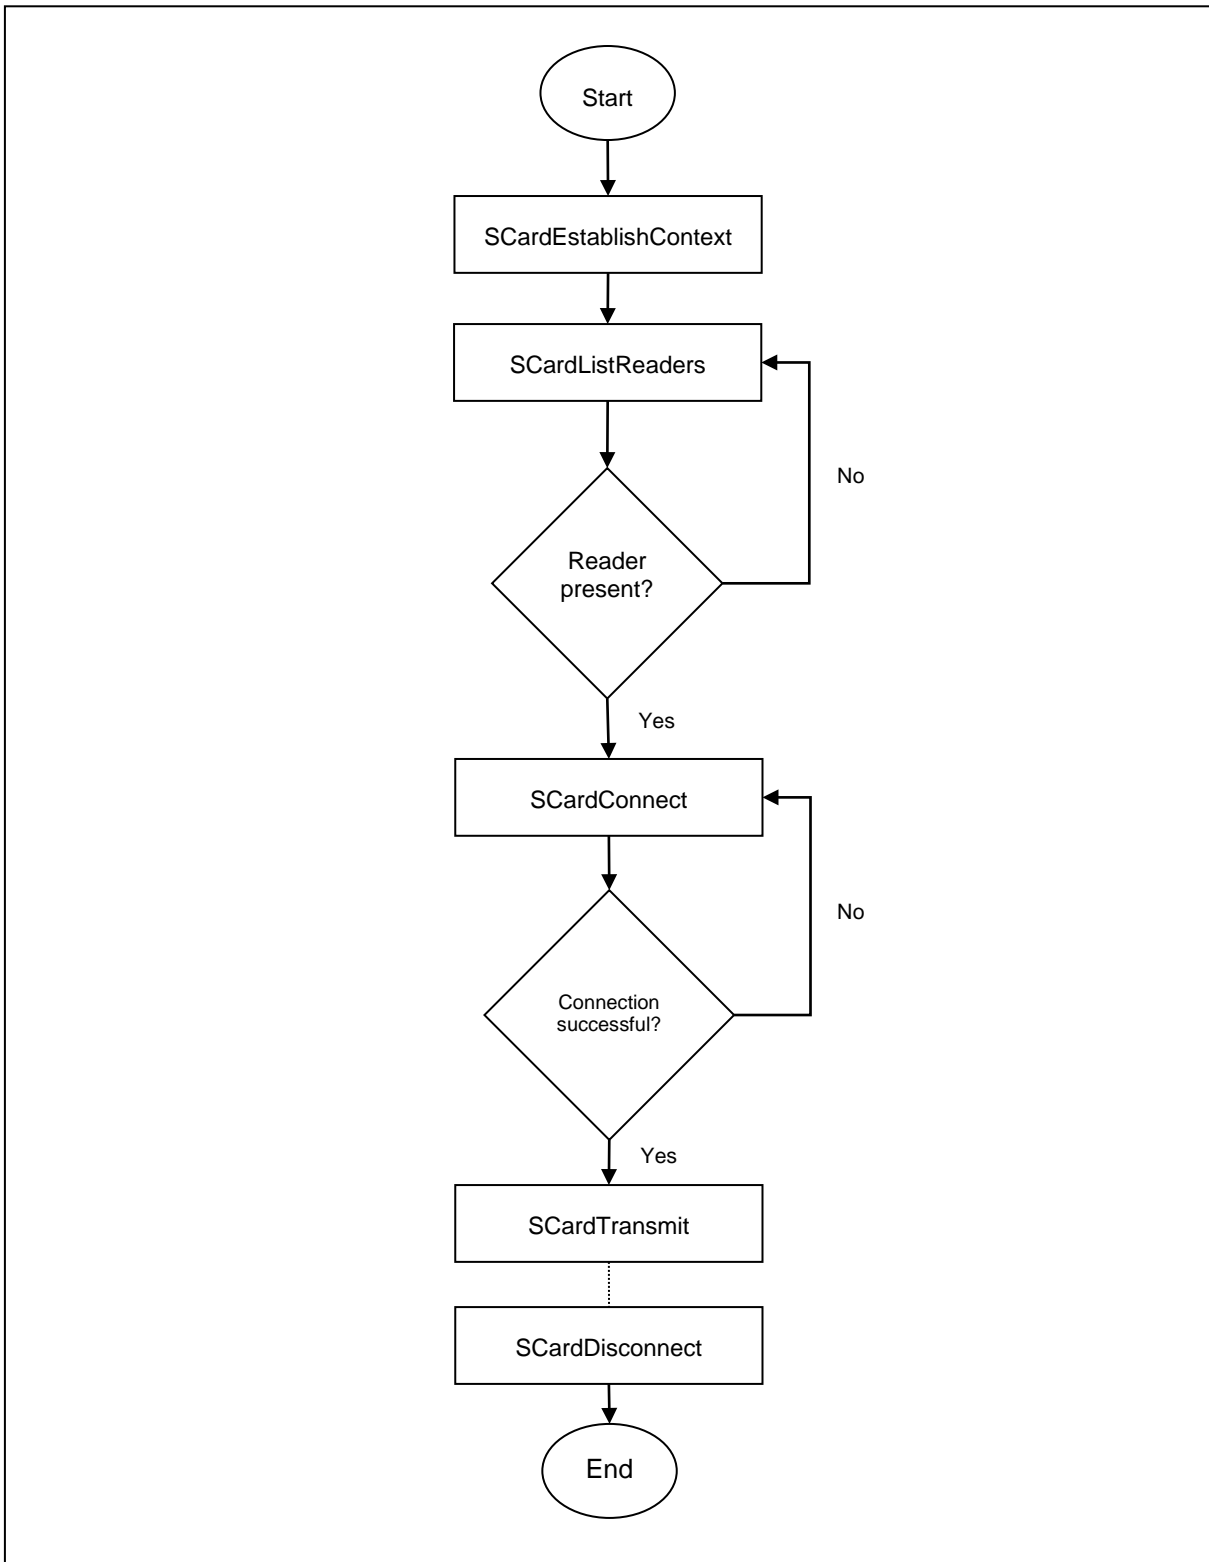 Start
SCardEstablishContext
SCardListReaders
No
Reader
present?
Yes
SCardConnect
No
Connection
successful?
Yes
SCardTransmit
SCardDisconnect
End